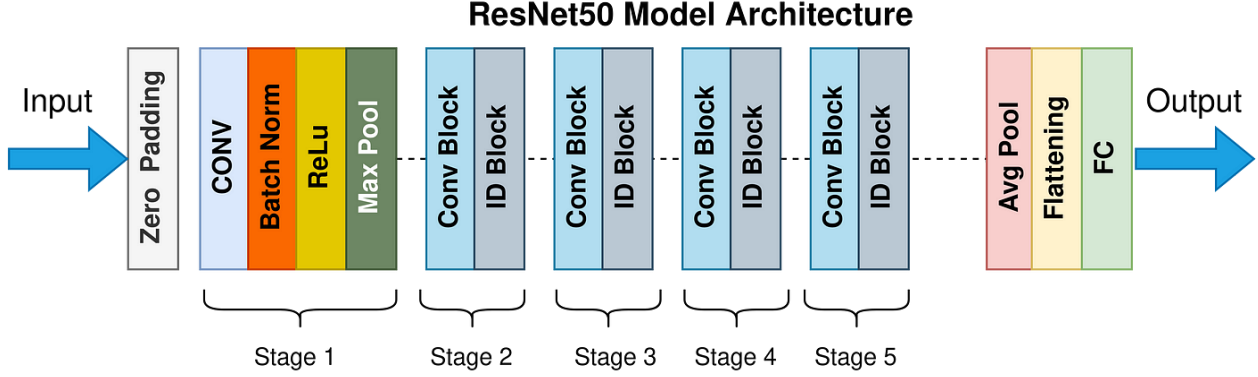 ResNet50 Model Architecture
Input
Zero Padding
CONV
Batch Norm
ReLu
Max Pool
Conv Block
ID Block
Conv Block
ID Block
Conv Block
ID Block
Conv Block
ID Block
Avg Pool
Flattening
FC
Output
Stage 1
Stage 2
Stage 3
Stage 4
Stage 5